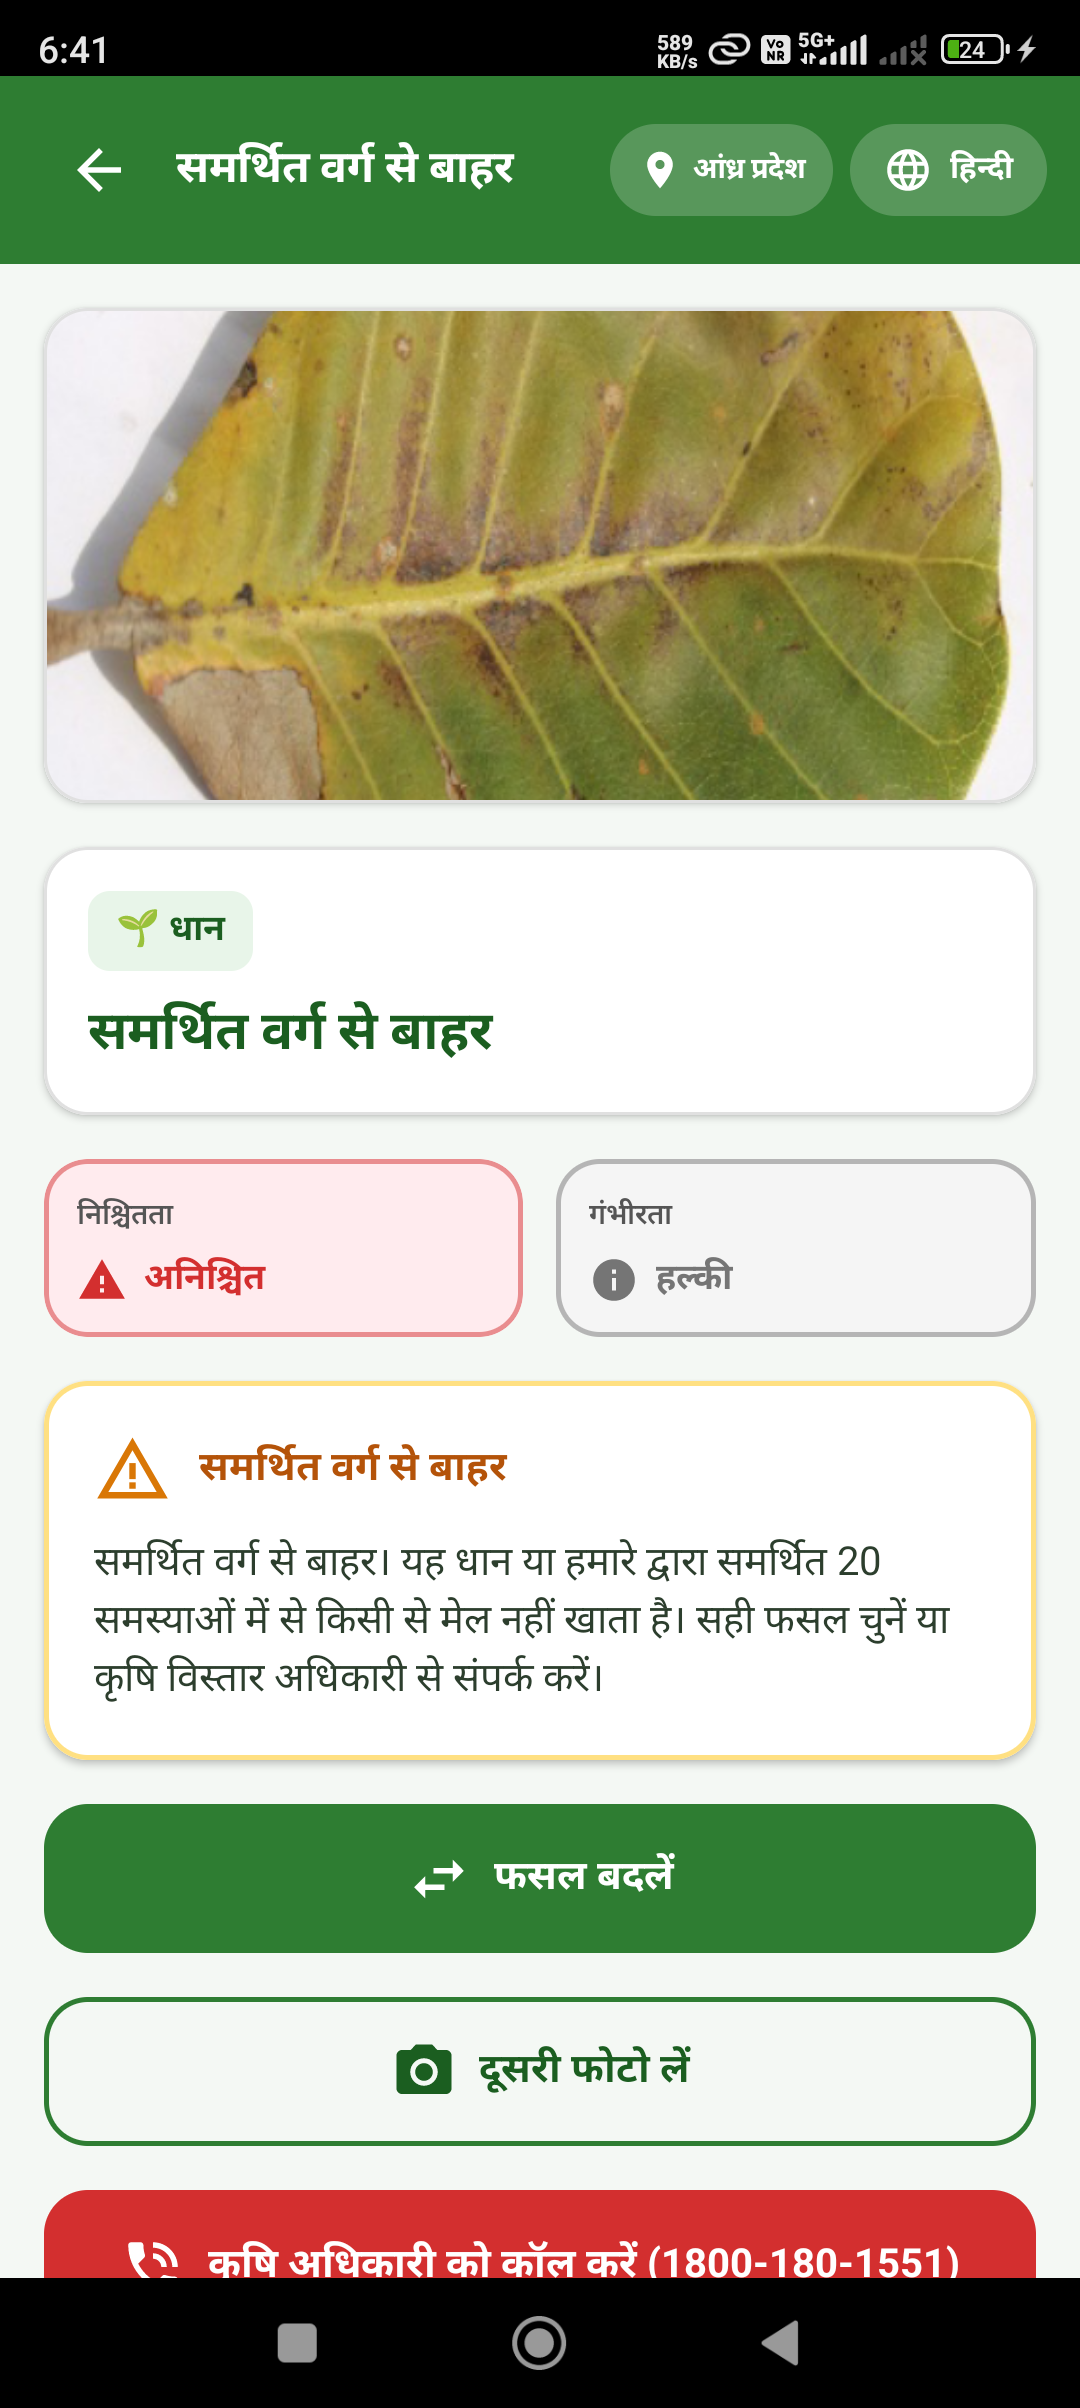 6:41
589
KB/s
Vo
NR
5G+
24
समर्थित वर्ग से बाहर
आंध्र प्रदेश
हिन्दी
धान
समर्थित वर्ग से बाहर
निश्चितता
अनिश्चित
गंभीरता
हल्की
समर्थित वर्ग से बाहर
समर्थित वर्ग से बाहर। यह धान या हमारे द्वारा समर्थित 20
समस्याओं में से किसी से मेल नहीं खाता है। सही फसल चुनें या
कृषि विस्तार अधिकारी से संपर्क करें।
फसल बदलें
दूसरी फोटो लें
कृषि अधिकारी को कॉल करें (1800-180-1551)